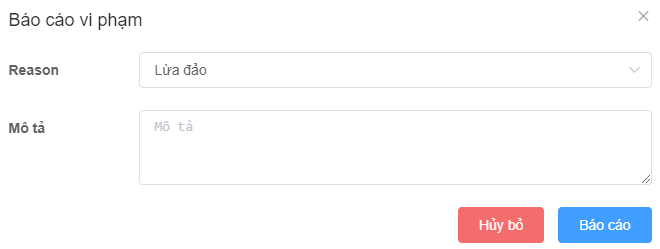 Báo cáo vi phạm
Reason
Lừa đảo
Mô tả
Mô tả
Hủy bỏ
Báo cáo